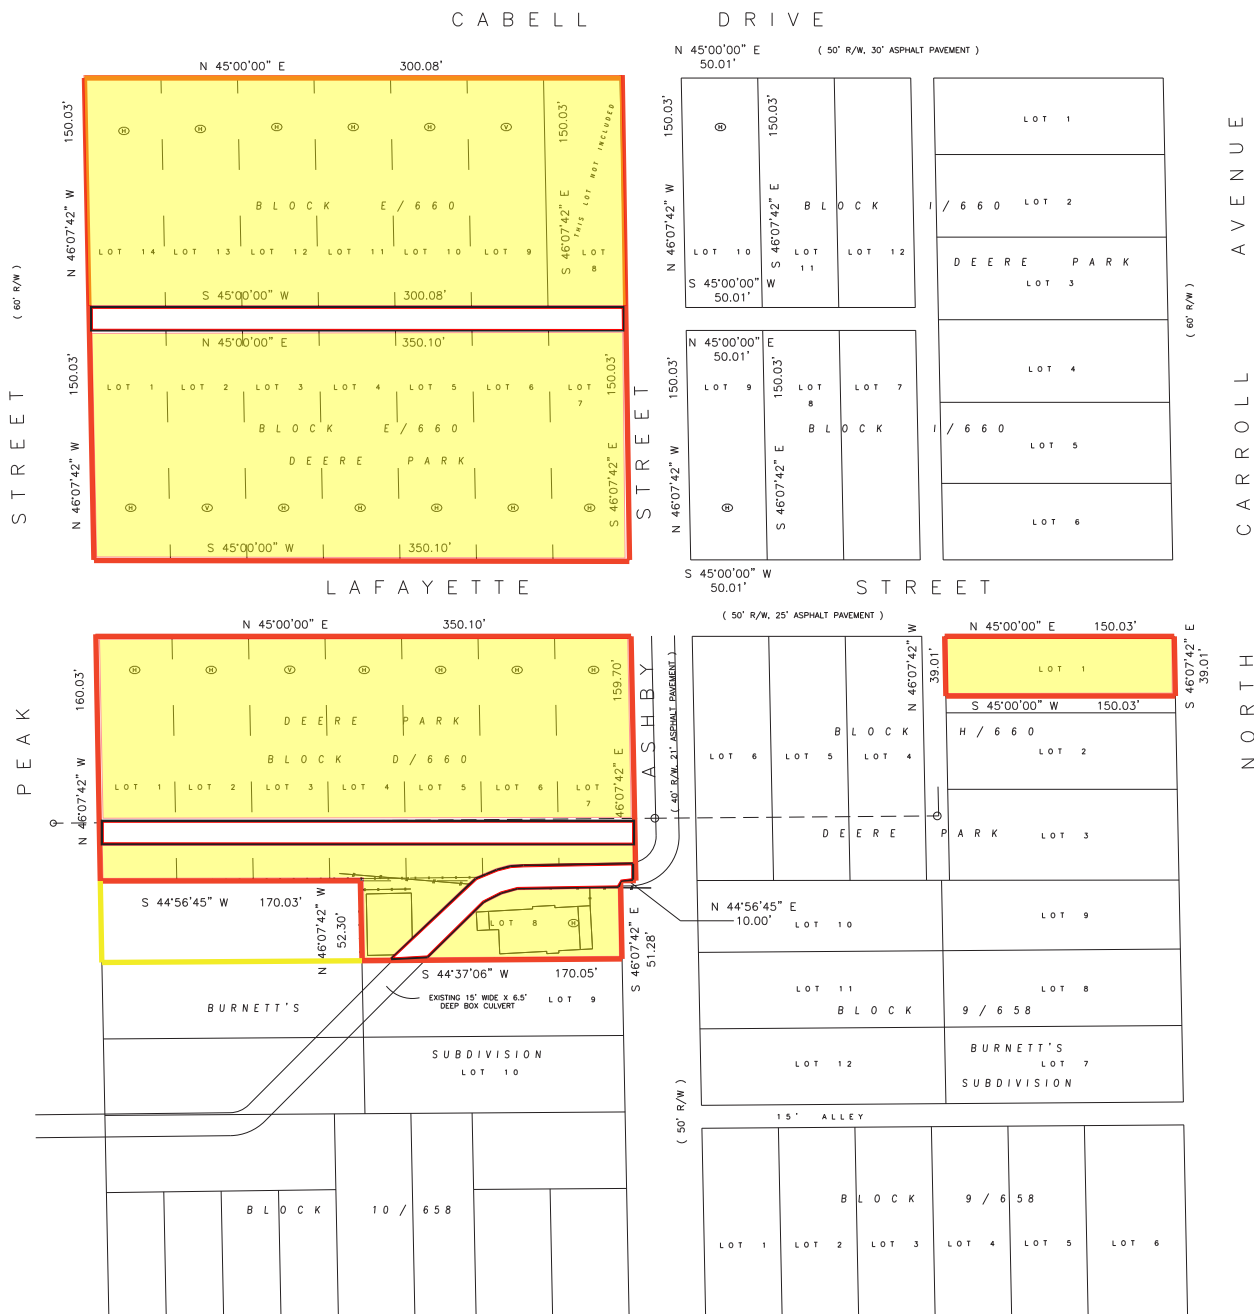 CABELL DRIVE
N 45°00'00" E 300.08'
N 45°00'00" E
50.01'
( 50' R/W, 30' ASPHALT PAVEMENT )
150.03'
150.03'
150.03'
150.03'
H H H H H V
H
THIS LOT NOT INCLUDED
LOT 1
N 46°07'42" W
S 46°07'42" E
N 46°07'42" W
S 46°07'42" E
BLOCK E/660
BLOCK I/660
LOT 2
LOT 14 LOT 13 LOT 12 LOT 11 LOT 10 LOT 9 LOT 8
LOT 10 LOT 11 LOT 12
DEERE PARK
LOT 3
( 60' R/W )
( 60' R/W )
S 45°00'00" W 300.08'
S 45°00'00" W
50.01'
N 45°00'00" E 350.10'
N 45°00'00" E
50.01'
150.03'
150.03'
150.03'
150.03'
LOT 1 LOT 2 LOT 3 LOT 4 LOT 5 LOT 6 LOT 7
LOT 9 LOT 8 LOT 7
LOT 4
BLOCK E/660
BLOCK I/660
LOT 5
DEERE PARK
N 46°07'42" W
S 46°07'42" E
N 46°07'42" W
S 46°07'42" E
H V H H H H H
H
LOT 6
S 45°00'00" W 350.10'
S 45°00'00" W
50.01'
PEAK STREET
ASHBY STREET
NORTH CARROLL AVENUE
LAFAYETTE STREET
( 50' R/W, 25' ASPHALT PAVEMENT )
N 45°00'00" E 350.10'
N 45°00'00" E 150.03'
160.03'
159.70'
N 46°07'42" W
39.01'
S 46°07'42" E
39.01'
H H V H H H H
LOT 1
S 45°00'00" W 150.03'
DEERE PARK
BLOCK D/660
BLOCK H/660
LOT 2
N 46°07'42" W
46°07'42" E
( 40' R/W, 21' ASPHALT PAVEMENT )
LOT 6 LOT 5 LOT 4
LOT 1 LOT 2 LOT 3 LOT 4 LOT 5 LOT 6 LOT 7
DEERE PARK
LOT 3
S 44°56'45" W 170.03'
N 46°07'42" W
52.30'
LOT 8 H
S 46°07'42" E
51.28'
N 44°56'45" E
10.00'
LOT 10
LOT 9
S 44°37'06" W 170.05'
EXISTING 15' WIDE X 6.5'
DEEP BOX CULVERT
LOT 9
LOT 11
LOT 8
BURNETT'S
BLOCK 9/658
SUBDIVISION
LOT 10
BURNETT'S
LOT 12
LOT 7
SUBDIVISION
( 50' R/W )
15' ALLEY
BLOCK 10/658
BLOCK 9/658
LOT 1 LOT 2 LOT 3 LOT 4 LOT 5 LOT 6